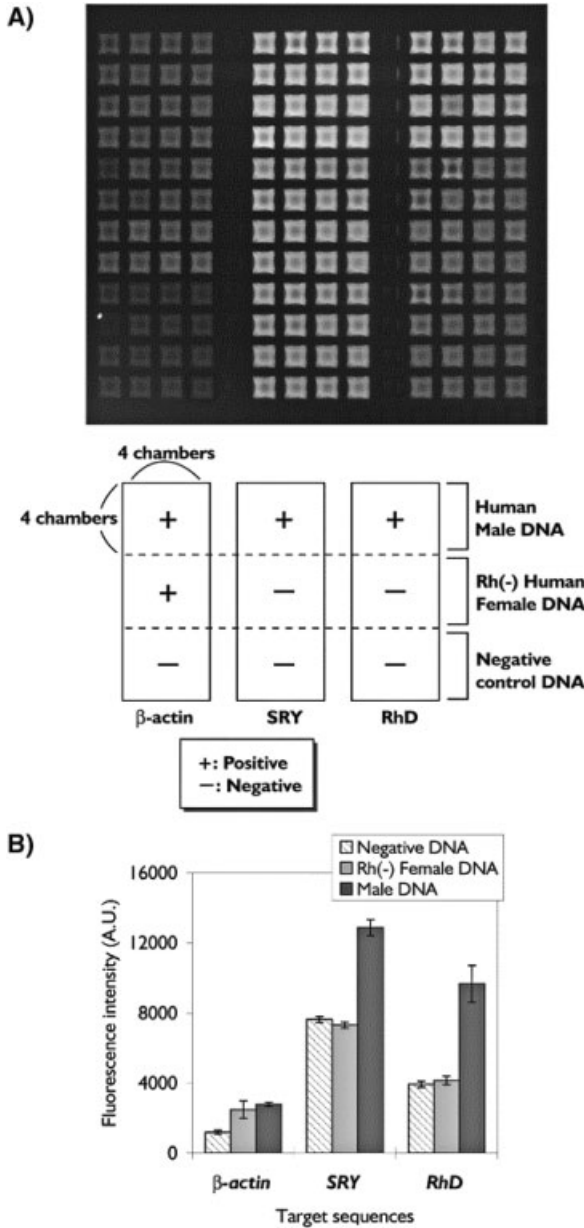 A)
4 chambers
4 chambers
+ + +
Human
Male DNA
+ − −
Rh(-) Human
Female DNA
− − −
Negative
control DNA
β-actin SRY RhD
+: Positive
−: Negative
B)
Negative DNA
Rh(-) Female DNA
Male DNA
16000
12000
8000
4000
0
Fluorescence intensity (A.U.)
β-actin SRY RhD
Target sequences